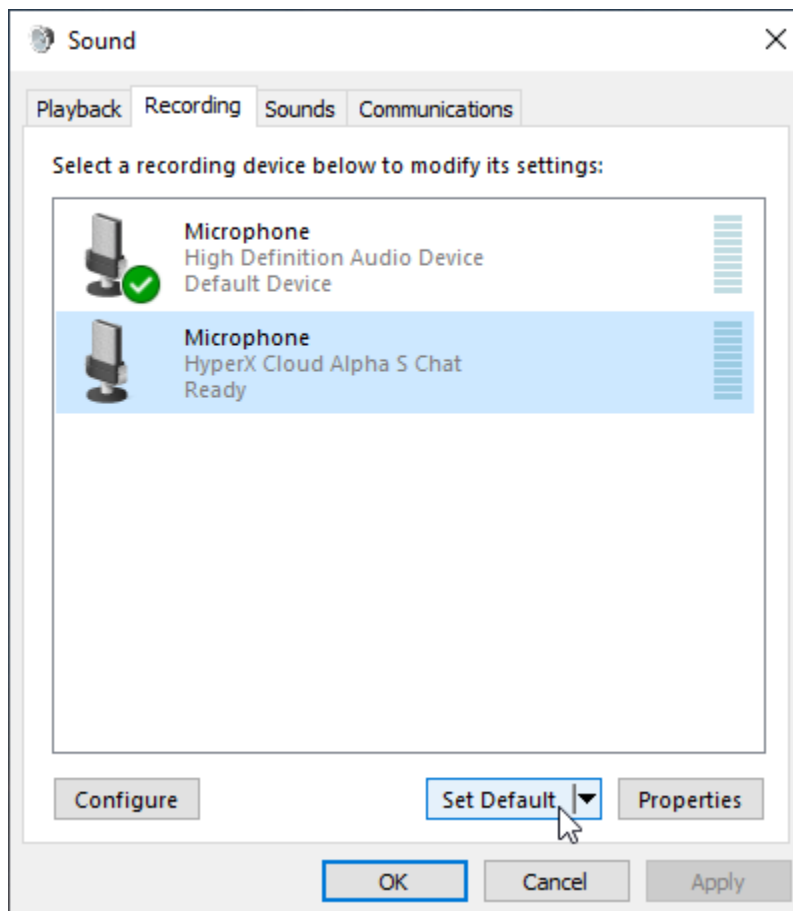 Sound
Playback Recording Sounds Communications
Select a recording device below to modify its settings:
Microphone
High Definition Audio Device
Default Device
Microphone
HyperX Cloud Alpha S Chat
Ready
Configure Set Default Properties
OK Cancel Apply